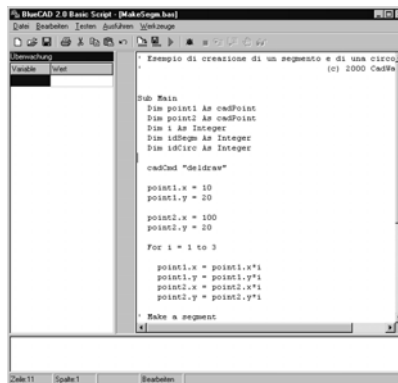 BlueCAD 2.0 Basic Script - [MakeSegm.bas]
Datei Bearbeiten Testen Ausführen Werkzeuge
Überwachung
Variable Wert
' Esempio di creazione di un segmento e di una circo
' (c) 2000 CadWa
Sub Main
Dim point1 As cadPoint
Dim point2 As cadPoint
Dim i As Integer
Dim idSegm As Integer
Dim idCirc As Integer
cadCmd "deldraw"
point1.x = 10
point1.y = 20
point2.x = 100
point2.y = 20
For i = 1 to 3
point1.x = point1.x*i
point1.y = point1.y*i
point2.x = point2.x*i
point2.y = point2.y*i
' Make a segment
Zeile:11 Spalte:1 Bearbeiten